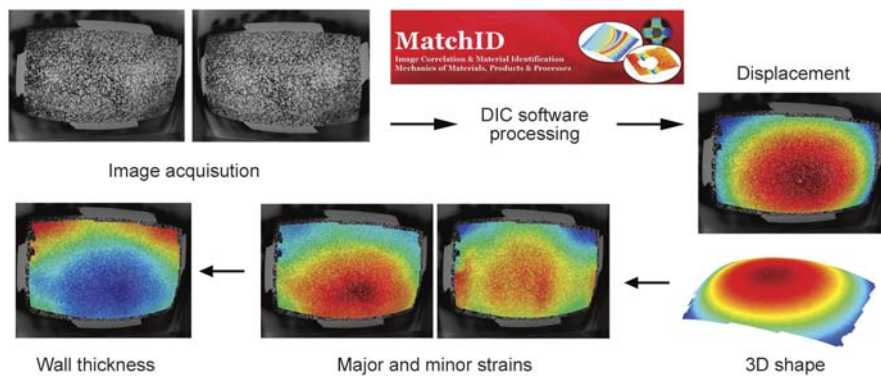 MatchID
Image Correlation & Material Identification
Mechanics of Materials, Products & Processes
Displacement
DIC software
processing
Image acquisution
Wall thickness
Major and minor strains
3D shape